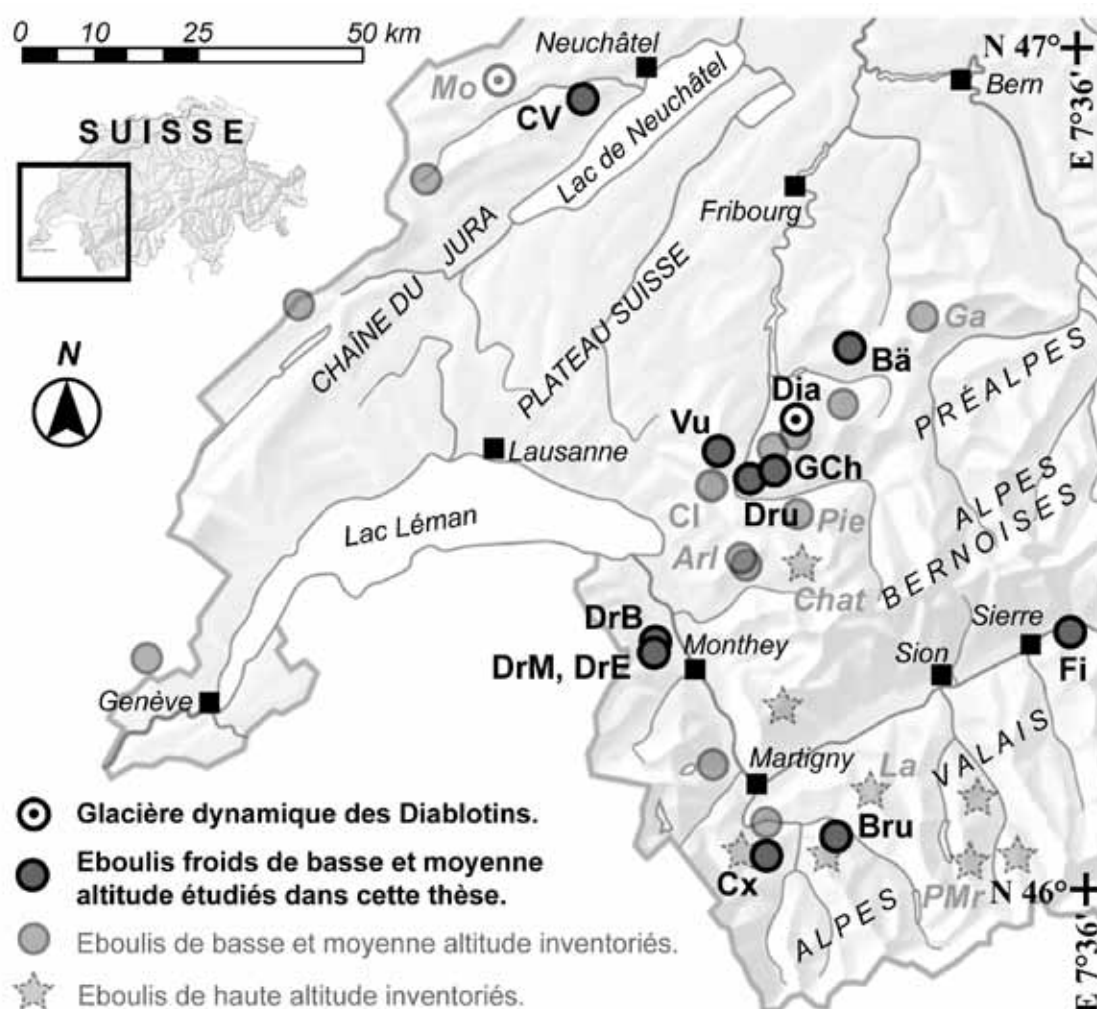 0 10 25 50 km
Neuchâtel
N 47°
Mo
Bern
CV
E 7°36'
SUISSE
Lac de Neuchâtel
Fribourg
CHAÎNE DU JURA
PLATEAU SUISSE
Ga
Bä
PRÉALPES
N
Dia
Vu
Lausanne
GCh
Cl
Dru
Pie
ALPES
BERNOISES
Lac Léman
Arl
Chat
DrB
Sierre
Monthey
DrM, DrE
Sion
Fi
Genève
Martigny
La
VALAIS
Bru
Cx
PMr
N 46°
ALPES
E 7°36'
Glacière dynamique des Diablotins.
Eboulis froids de basse et moyenne
altitude étudiés dans cette thèse.
Eboulis de basse et moyenne altitude inventoriés.
Eboulis de haute altitude inventoriés.